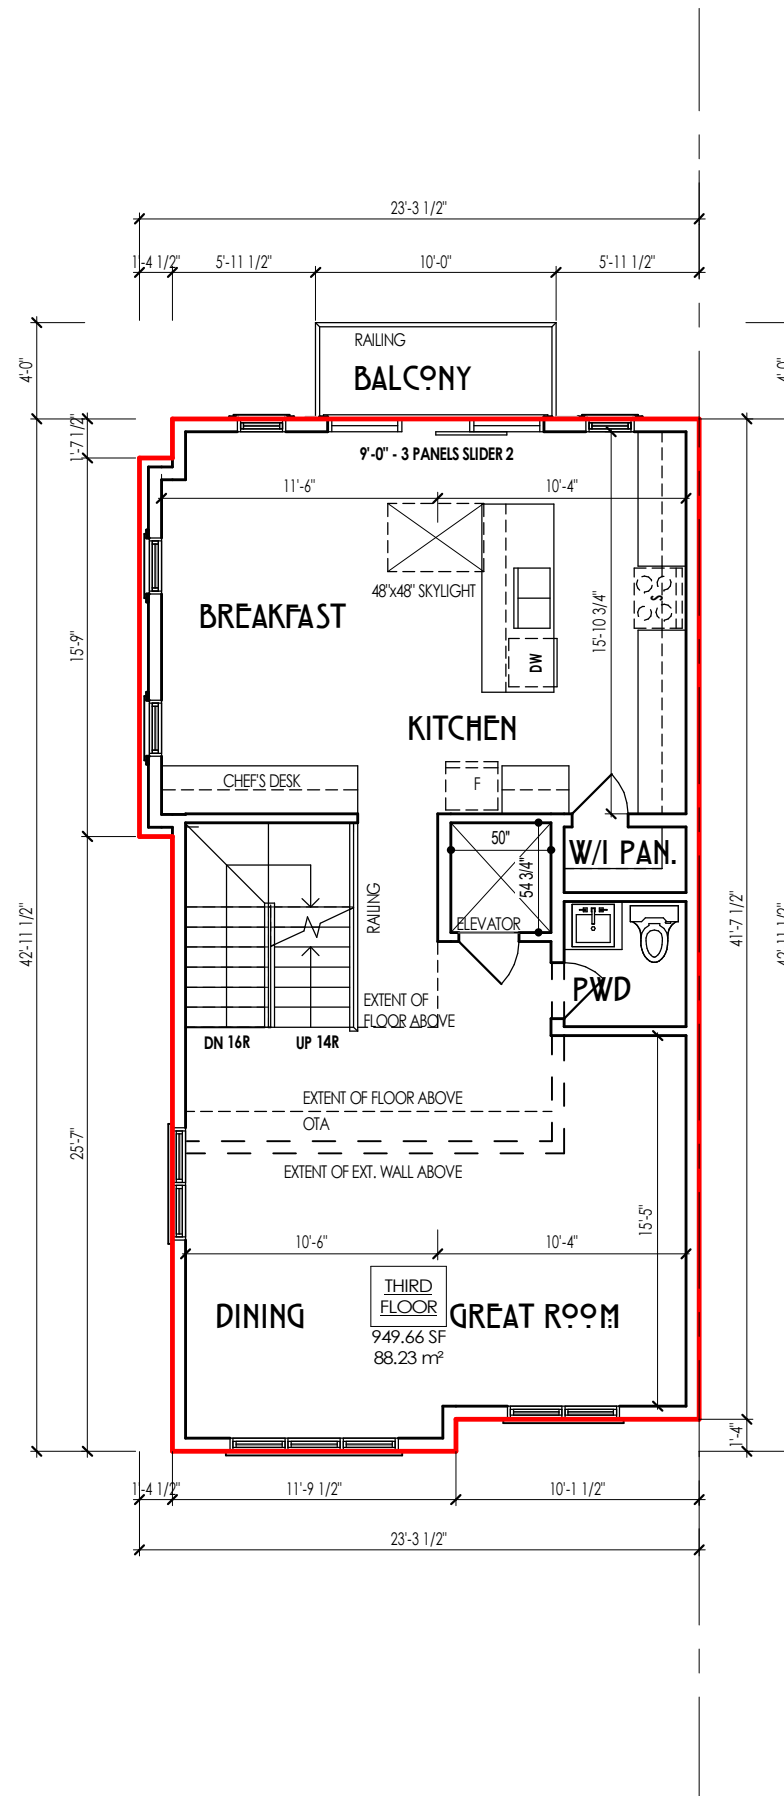 23'-3 1/2"
1'-4 1/2"
5'-11 1/2"
10'-0"
5'-11 1/2"
4'-0"
4'-0"
RAILING
BALCONY
1'-7 1/2"
9'-0" - 3 PANELS SLIDER 2
11'-6"
10'-4"
48"x48" SKYLIGHT
BREAKFAST
S
15'-10 3/4"
15'-9"
DW
KITCHEN
CHEF'S DESK
F
50"
54 3/4"
W/I PAN.
ELEVATOR
RAILING
42'-11 1/2"
41'-7 1/2"
42'-11 1/2"
PWD
EXTENT OF
FLOOR ABOVE
DN 16R
UP 14R
EXTENT OF FLOOR ABOVE
OTA
25'-7"
EXTENT OF EXT. WALL ABOVE
15'-5"
10'-6"
10'-4"
THIRD
FLOOR
DINING
GREAT ROOM
949.66 SF
88.23 m²
1'-4"
1'-4 1/2"
11'-9 1/2"
10'-1 1/2"
23'-3 1/2"